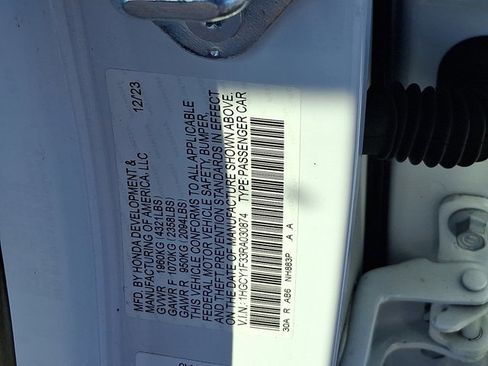 MFD BY HONDA DEVELOPMENT & 12/23
MANUFACTURING OF AMERICA, LLC
GVWR 1960KG (4321LBS)
GAWR F 1070KG (2358LBS)
GAWR R 950KG (2094LBS)
THIS VEHICLE CONFORMS TO ALL APPLICABLE
FEDERAL MOTOR VEHICLE SAFETY, BUMPER,
AND THEFT PREVENTION STANDARDS IN EFFECT
ON THE DATE OF MANUFACTURE SHOWN ABOVE.
V.I.N.: 1HGCY1F33RA030874 TYPE:PASSENGER CAR
30A R AB6 NH883P A A